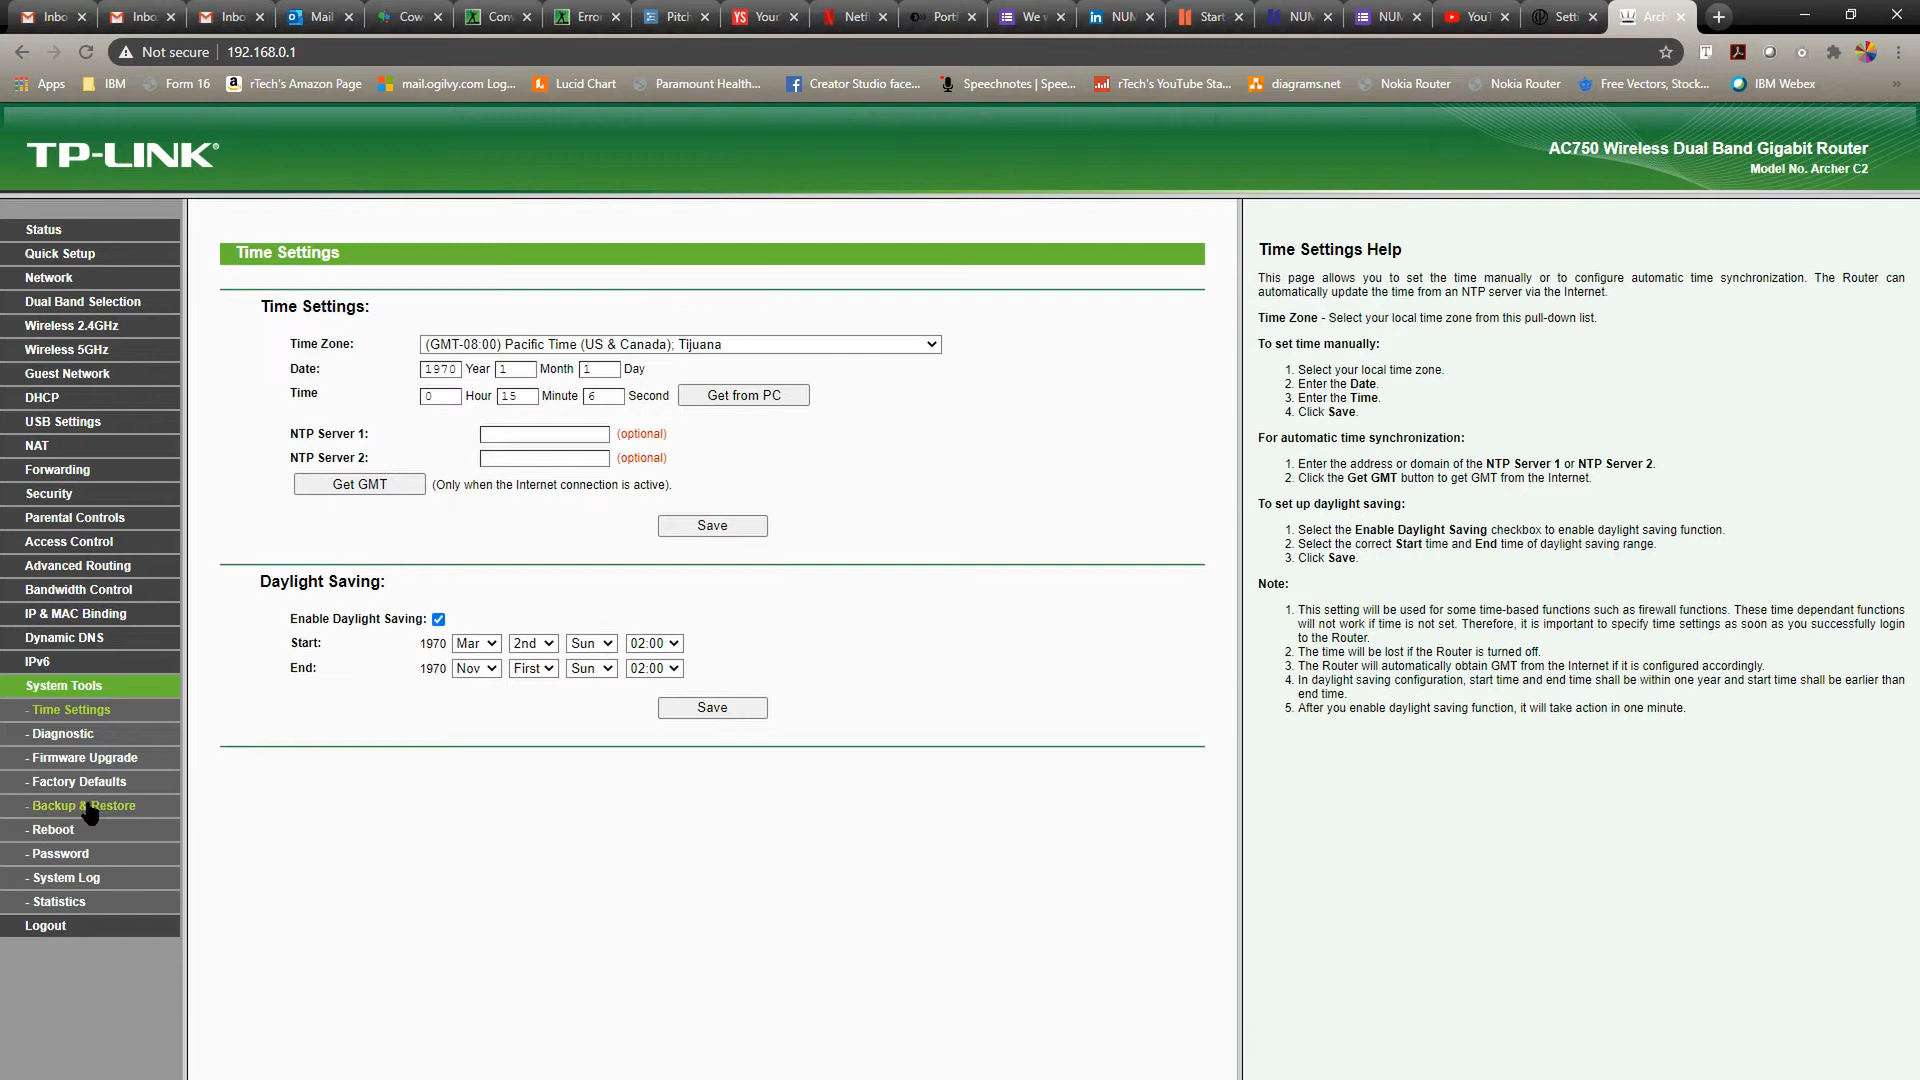 Inbo
Inbo
Inbo
Mail
Cow
Con
Erro
Pitch
Your
Netf
Port
We v
NUM
Start
NUM
NUM
YouT
Setti
Arch
Not secure 192.168.0.1
Apps
IBM
Form 16
rTech's Amazon Page
mail.ogilvy.com Log...
Lucid Chart
Paramount Health...
Creator Studio face...
Speechnotes | Spee...
rTech's YouTube Sta...
diagrams.net
Nokia Router
Nokia Router
Free Vectors, Stock...
IBM Webex
»
TP-LINK®
AC750 Wireless Dual Band Gigabit Router
Model No. Archer C2
Status
Quick Setup
Network
Dual Band Selection
Wireless 2.4GHz
Wireless 5GHz
Guest Network
DHCP
USB Settings
NAT
Forwarding
Security
Parental Controls
Access Control
Advanced Routing
Bandwidth Control
IP & MAC Binding
Dynamic DNS
IPv6
System Tools
- Time Settings
- Diagnostic
- Firmware Upgrade
- Factory Defaults
- Backup & Restore
- Reboot
- Password
- System Log
- Statistics
Logout
Time Settings
Time Settings:
Time Zone: (GMT-08:00) Pacific Time (US & Canada); Tijuana
Date: 1970 Year 1 Month 1 Day
Time 0 Hour 15 Minute 6 Second Get from PC
NTP Server 1: (optional)
NTP Server 2: (optional)
Get GMT (Only when the Internet connection is active).
Save
Daylight Saving:
Enable Daylight Saving:
Start: 1970 Mar 2nd Sun 02:00
End: 1970 Nov First Sun 02:00
Save
Time Settings Help
This page allows you to set the time manually or to configure automatic time synchronization. The Router can
automatically update the time from an NTP server via the Internet.
Time Zone - Select your local time zone from this pull-down list.
To set time manually:
1. Select your local time zone.
2. Enter the Date.
3. Enter the Time.
4. Click Save.
For automatic time synchronization:
1. Enter the address or domain of the NTP Server 1 or NTP Server 2.
2. Click the Get GMT button to get GMT from the Internet.
To set up daylight saving:
1. Select the Enable Daylight Saving checkbox to enable daylight saving function.
2. Select the correct Start time and End time of daylight saving range.
3. Click Save.
Note:
1. This setting will be used for some time-based functions such as firewall functions. These time dependant functions
will not work if time is not set. Therefore, it is important to specify time settings as soon as you successfully login
to the Router.
2. The time will be lost if the Router is turned off.
3. The Router will automatically obtain GMT from the Internet if it is configured accordingly.
4. In daylight saving configuration, start time and end time shall be within one year and start time shall be earlier than
end time.
5. After you enable daylight saving function, it will take action in one minute.